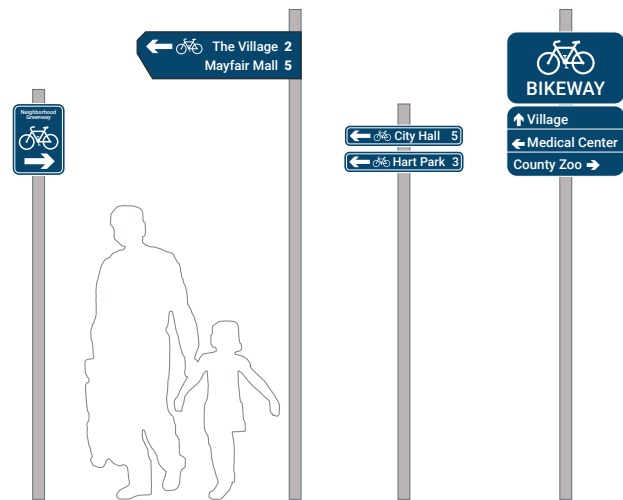 Neighborhood
Greenway
The Village 2
Mayfair Mall 5
City Hall 5
Hart Park 3
BIKEWAY
Village
Medical Center
County Zoo